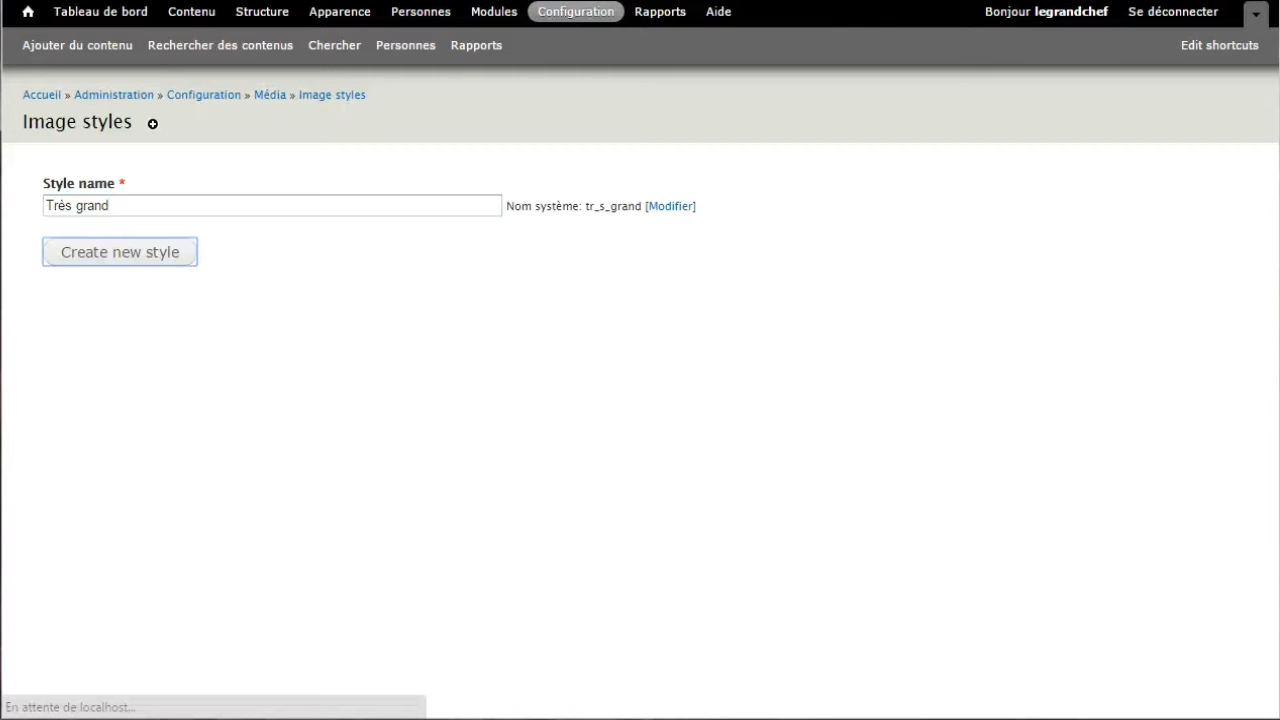 Tableau de bord Contenu Structure Apparence Personnes Modules Configuration Rapports Aide Bonjour legrandchef Se déconnecter
Ajouter du contenu Rechercher des contenus Chercher Personnes Rapports Edit shortcuts
Accueil » Administration » Configuration » Média » Image styles
Image styles
Style name *
Très grand Nom système: tr_s_grand [Modifier]
Create new style
En attente de localhost...